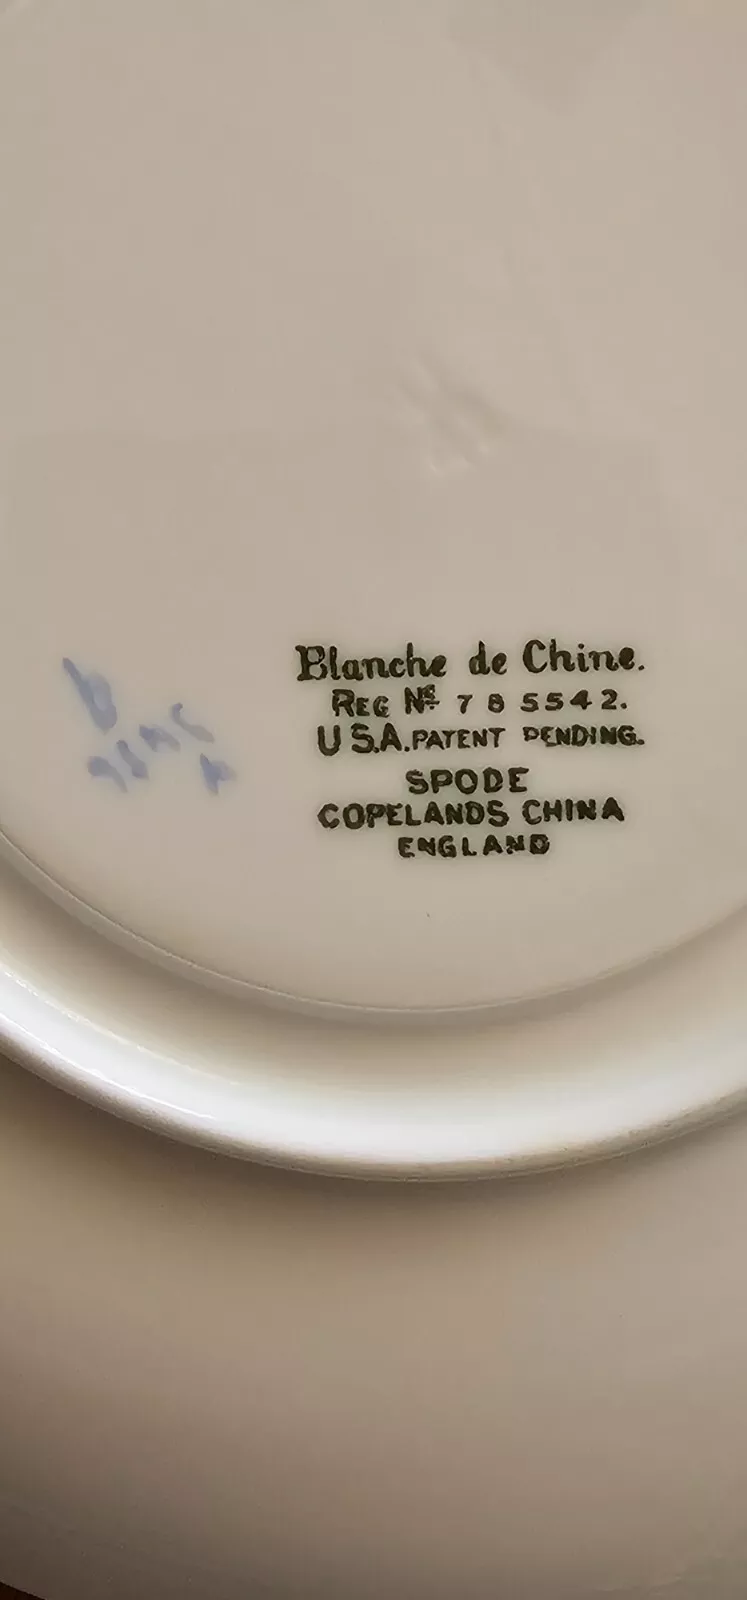 Blanche de Chine.
REG Nº 785542.
U S.A. PATENT PENDING.
SPODE
COPELANDS CHINA
ENGLAND